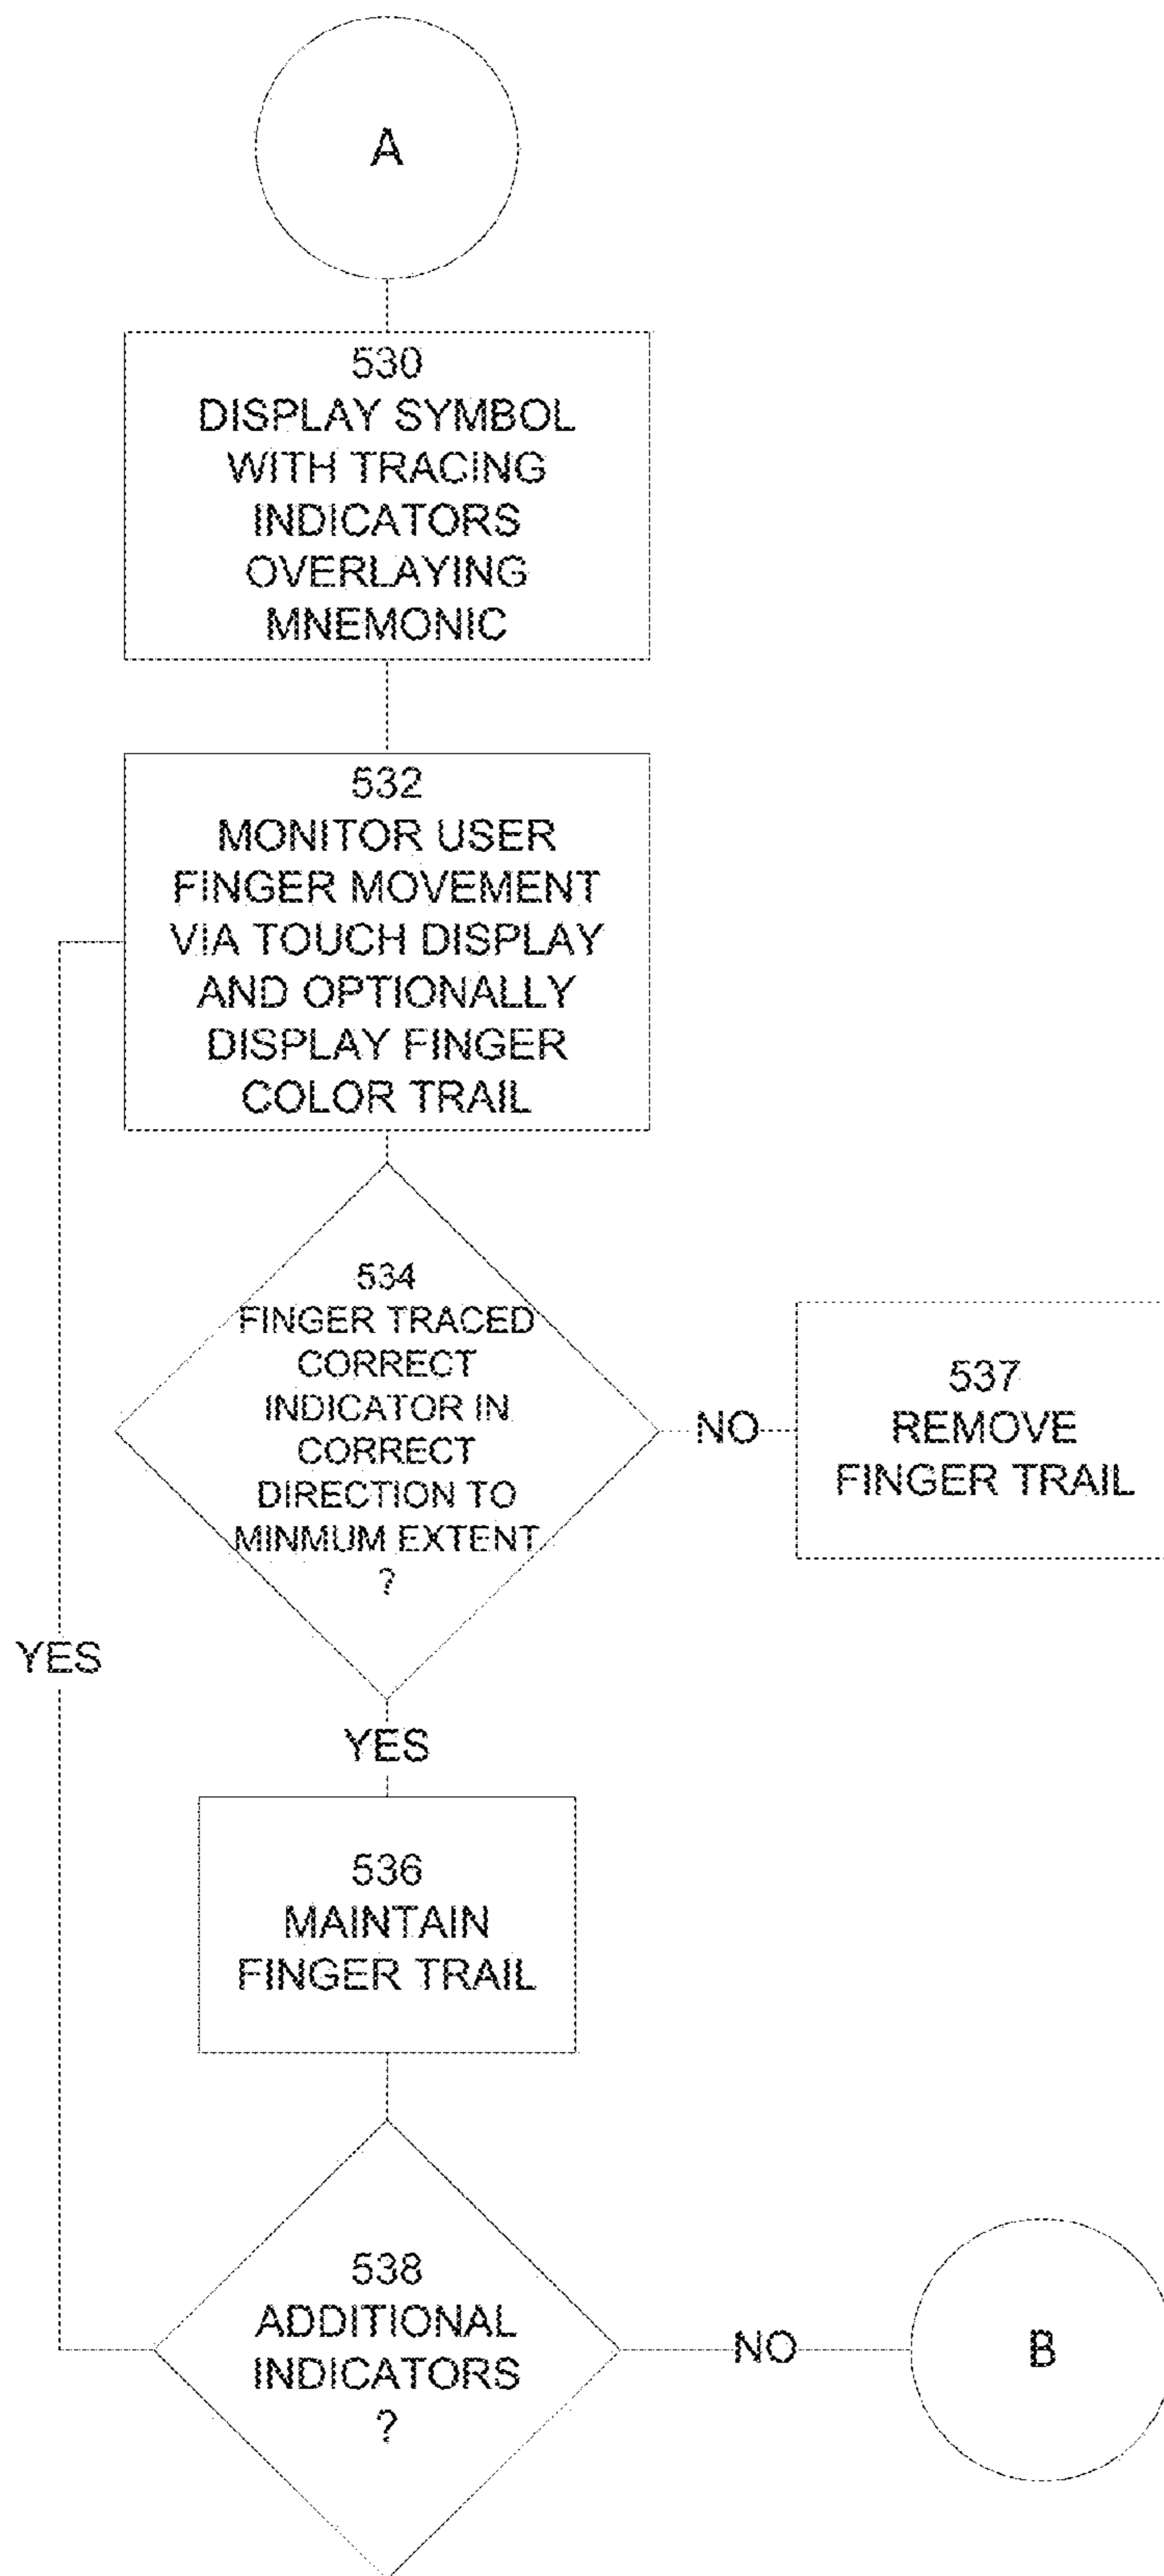 A
530
DISPLAY SYMBOL
WITH TRACING
INDICATORS
OVERLAYING
MNEMONIC
532
MONITOR USER
FINGER MOVEMENT
VIA TOUCH DISPLAY
AND OPTIONALLY
DISPLAY FINGER
COLOR TRAIL
534
FINGER TRACED
CORRECT
INDICATOR IN
CORRECT
DIRECTION TO
MINMUM EXTENT
?
NO
537
REMOVE
FINGER TRAIL
YES
YES
536
MAINTAIN
FINGER TRAIL
538
ADDITIONAL
INDICATORS
?
NO
B